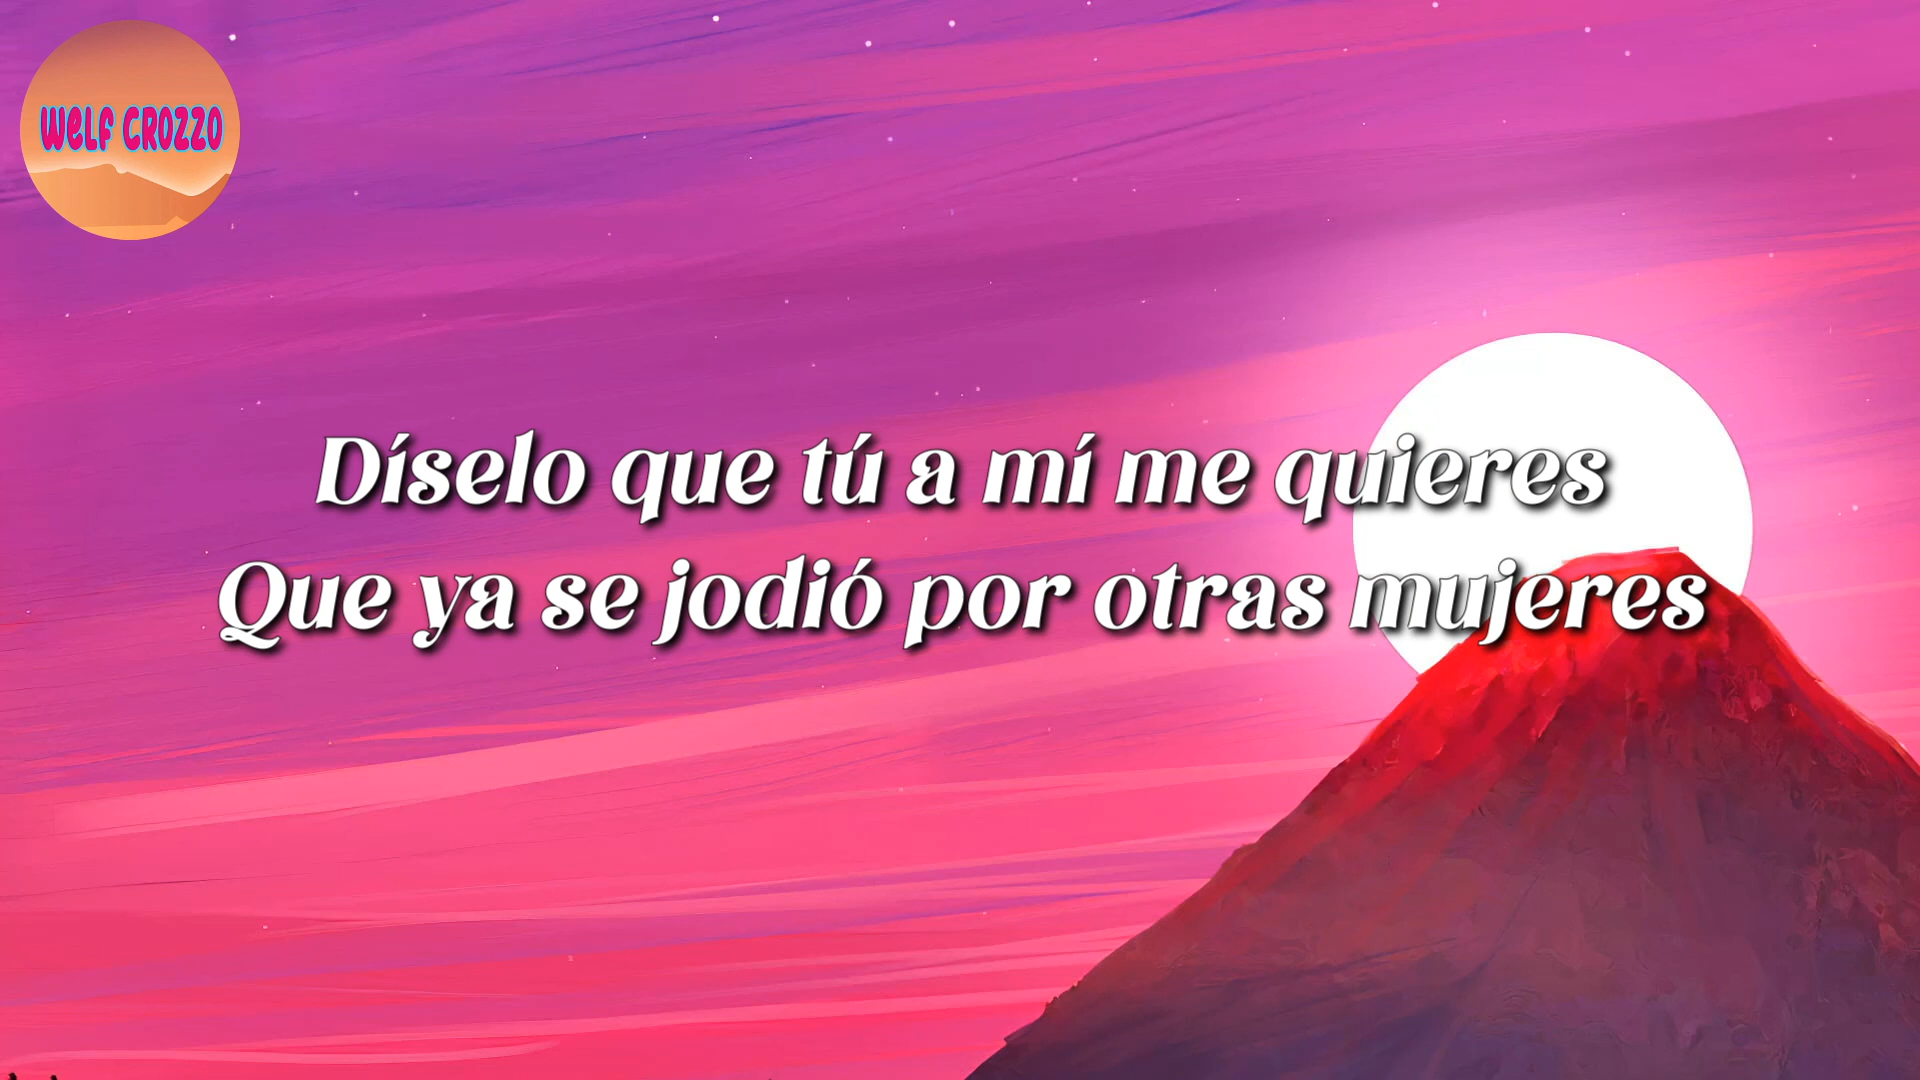 WELF CROZZO
Díselo que tú a mí me quieres
Que ya se jodió por otras mujeres